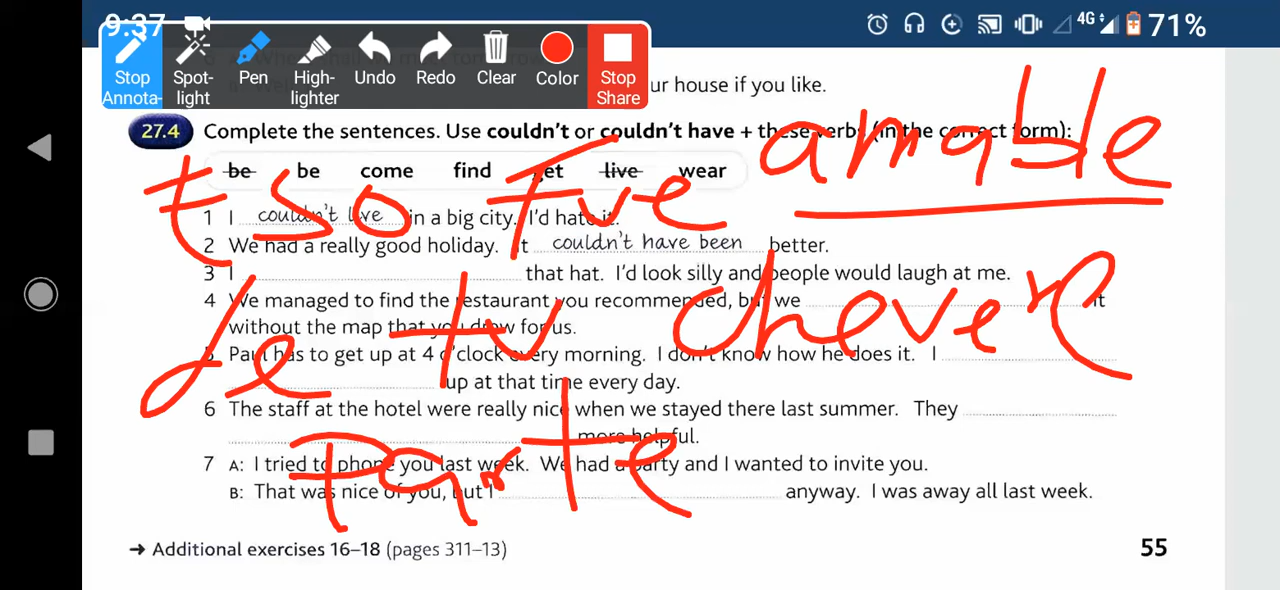 9:37 4G 71%
Stop Annota- Spot- light Pen High- lighter Undo Redo Clear Color Stop Share
ur house if you like.
27.4 Complete the sentences. Use couldn't or couldn't have + these verbs (in the correct form):
amable
be be come find get live wear
eso Fve
1 I couldn't live in a big city. I'd hate it.
2 We had a really good holiday. It couldn't have been better.
3 I that hat. I'd look silly and people would laugh at me.
4 We managed to find the restaurant you recommended, but we it
without the map that you drew for us.
de tu chevere
5 Paul has to get up at 4 o'clock every morning. I don't know how he does it. I
up at that time every day.
6 The staff at the hotel were really nice when we stayed there last summer. They
more helpful.
parte
7 A: I tried to phone you last week. We had a party and I wanted to invite you.
B: That was nice of you, but I anyway. I was away all last week.
→ Additional exercises 16–18 (pages 311–13) 55